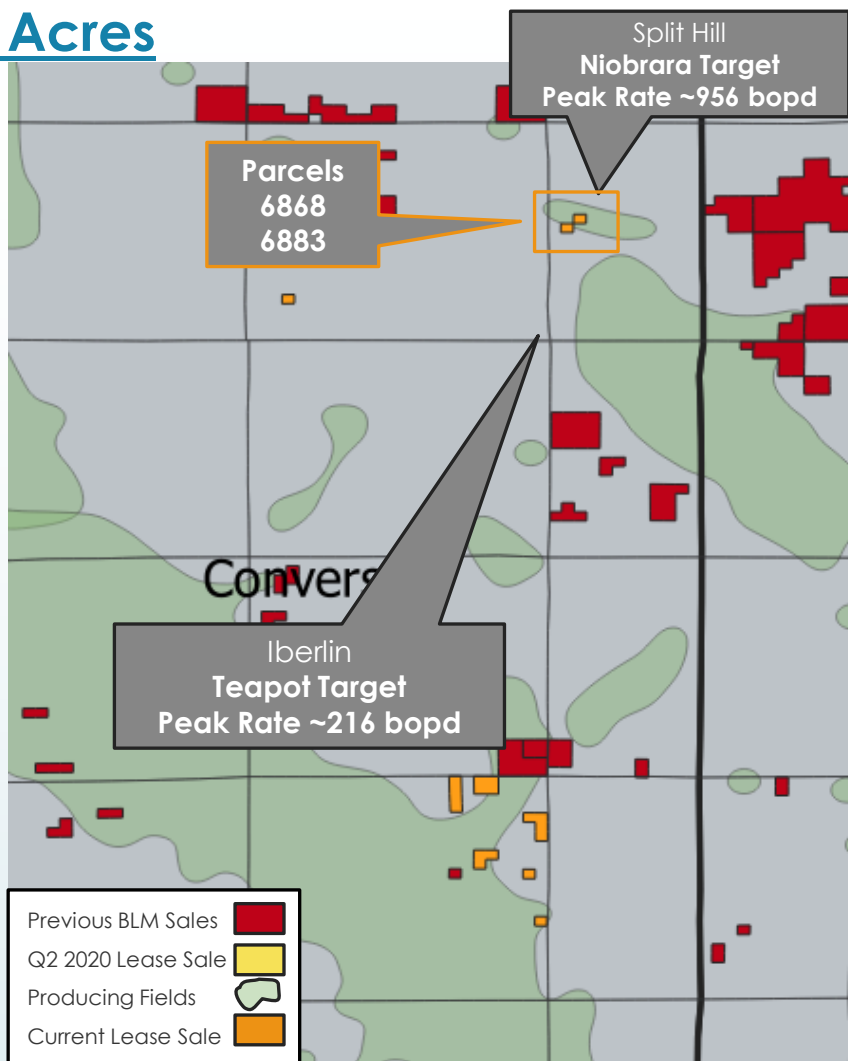 Acres
Split Hill
Niobrara Target
Peak Rate ~956 bopd
Parcels
6868
6883
Convers
Iberlin
Teapot Target
Peak Rate ~216 bopd
Previous BLM Sales
Q2 2020 Lease Sale
Producing Fields
Current Lease Sale